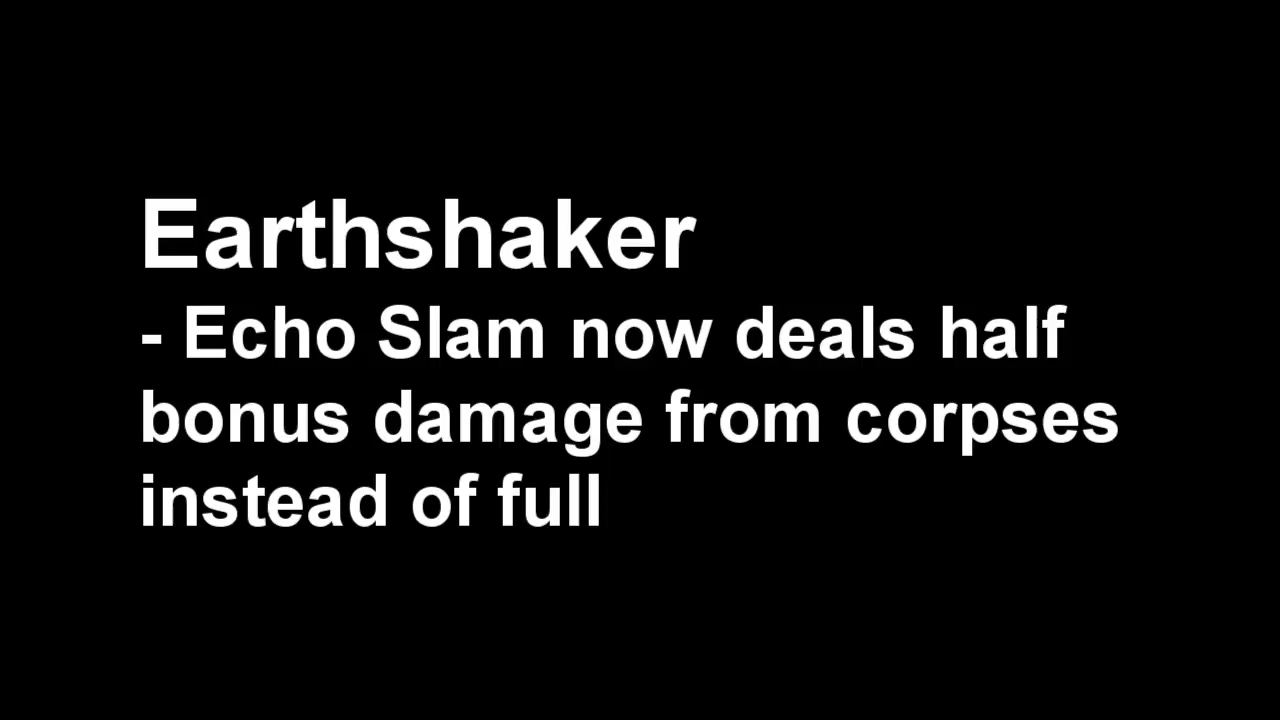 Earthshaker
- Echo Slam now deals half
bonus damage from corpses
instead of full